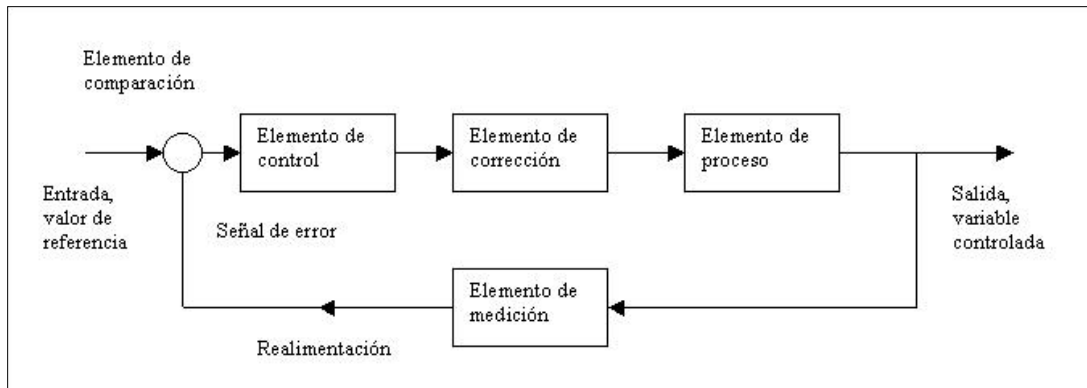 Elemento de
comparación
Elemento de
control
Elemento de
corrección
Elemento de
proceso
Entrada,
valor de
referencia
Señal de error
Salida,
variable
controlada
Elemento de
medición
Realimentación